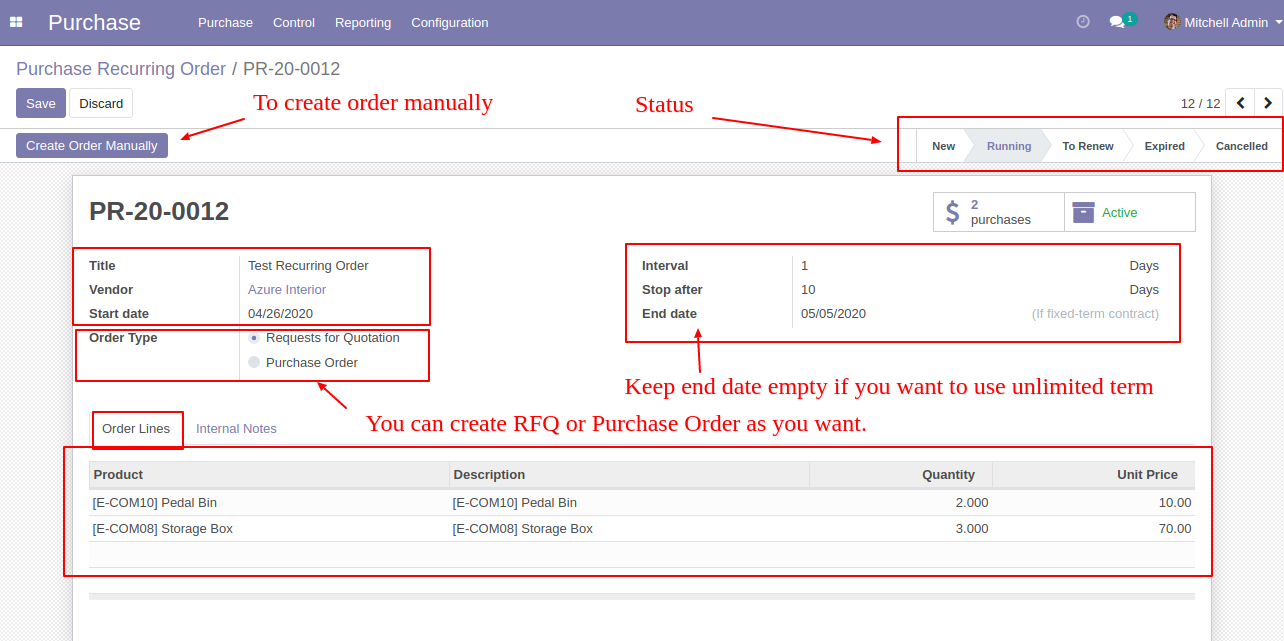 Purchase Purchase Control Reporting Configuration 1 Mitchell Admin
Purchase Recurring Order / PR-20-0012
Save Discard To create order manually Status 12 / 12
Create Order Manually New Running To Renew Expired Cancelled
PR-20-0012
2
purchases
Active
Title Test Recurring Order
Vendor Azure Interior
Start date 04/26/2020
Order Type Requests for Quotation
Purchase Order
Interval 1 Days
Stop after 10 Days
End date 05/05/2020 (If fixed-term contract)
Keep end date empty if you want to use unlimited term
You can create RFQ or Purchase Order as you want.
Order Lines Internal Notes
Product Description Quantity Unit Price
[E-COM10] Pedal Bin [E-COM10] Pedal Bin 2.000 10.00
[E-COM08] Storage Box [E-COM08] Storage Box 3.000 70.00